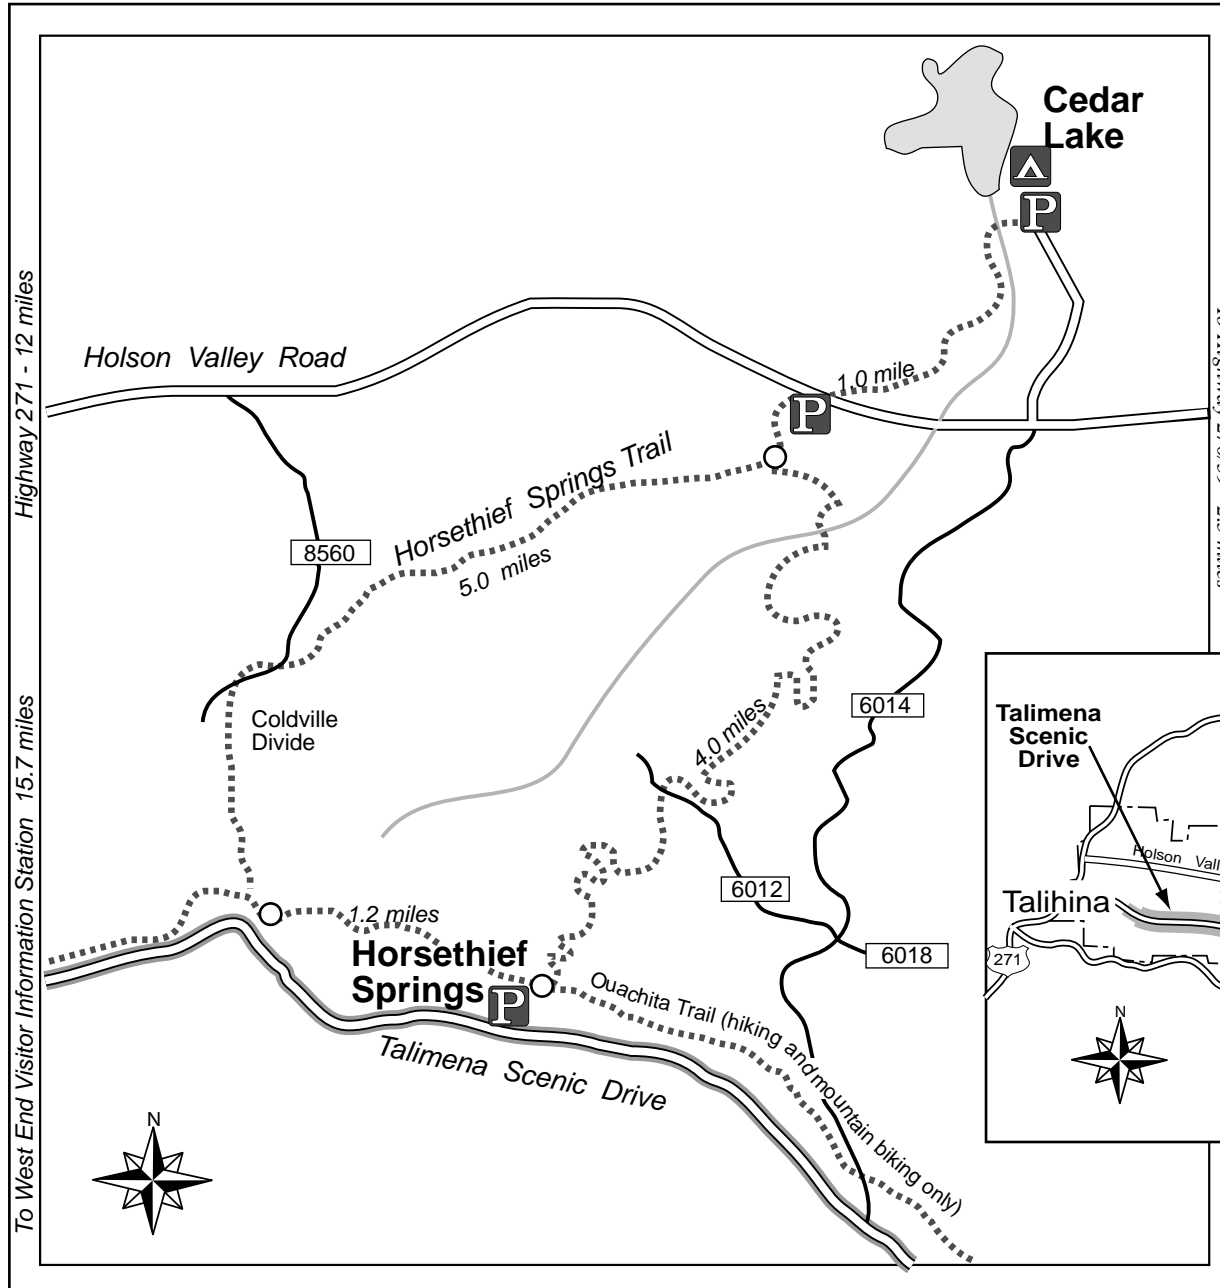 Cedar
Lake
P
Highway 271 - 12 miles
Holson Valley Road
1.0 mile
P
Horsethief Springs Trail
5.0 miles
8560
6014
Coldville
Divide
4.0 miles
To West End Visitor Information Station 15.7 miles
6012
1.2 miles
6018
Horsethief
Springs
P
Ouachita Trail (hiking and mountain biking only)
Talimena Scenic Drive
N
Talimena
Scenic
Drive
Holson
Talihina
271
N